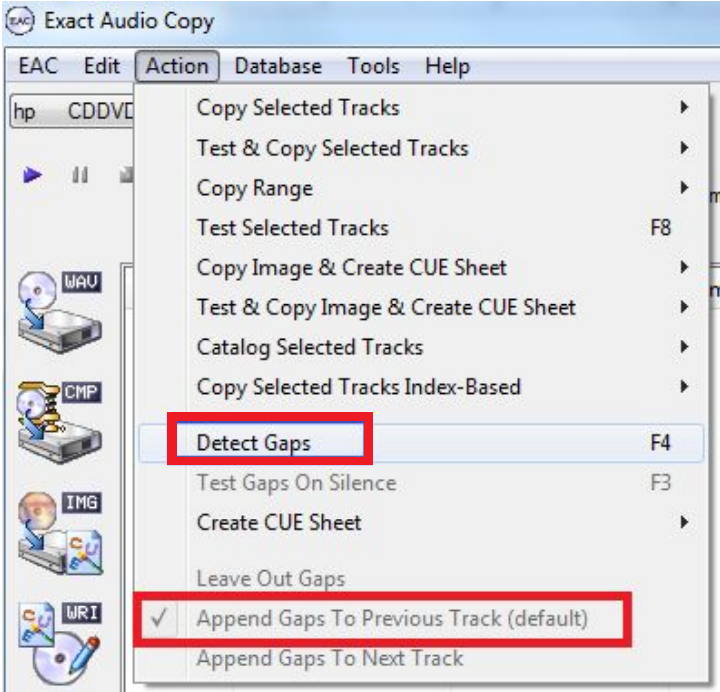 EAC Exact Audio Copy
EAC Edit Action Database Tools Help
hp CDDVD
Copy Selected Tracks
Test & Copy Selected Tracks
Copy Range
Test Selected Tracks F8
Copy Image & Create CUE Sheet
Test & Copy Image & Create CUE Sheet
Catalog Selected Tracks
Copy Selected Tracks Index-Based
Detect Gaps F4
Test Gaps On Silence F3
Create CUE Sheet
Leave Out Gaps
Append Gaps To Previous Track (default)
Append Gaps To Next Track
WAV
CMP
IMG
CUE
WRI
CUE